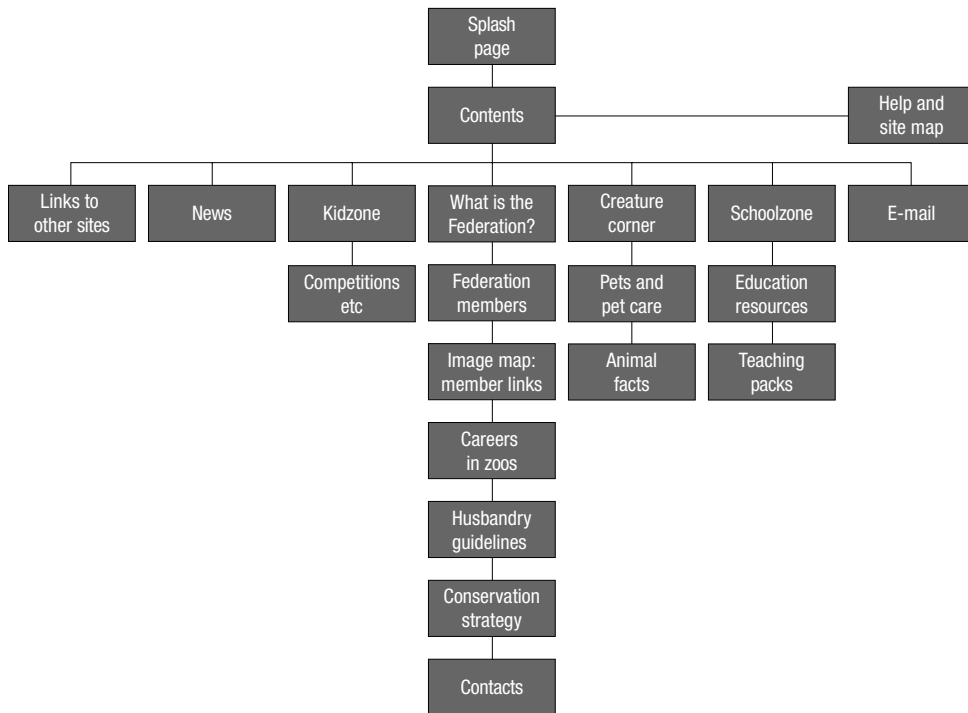 Splash
page
Contents
Help and
site map
Links to
other sites
News
Kidzone
What is the
Federation?
Creature
corner
Schoolzone
E-mail
Competitions
etc
Federation
members
Pets and
pet care
Education
resources
Image map:
member links
Animal
facts
Teaching
packs
Careers
in zoos
Husbandry
guidelines
Conservation
strategy
Contacts